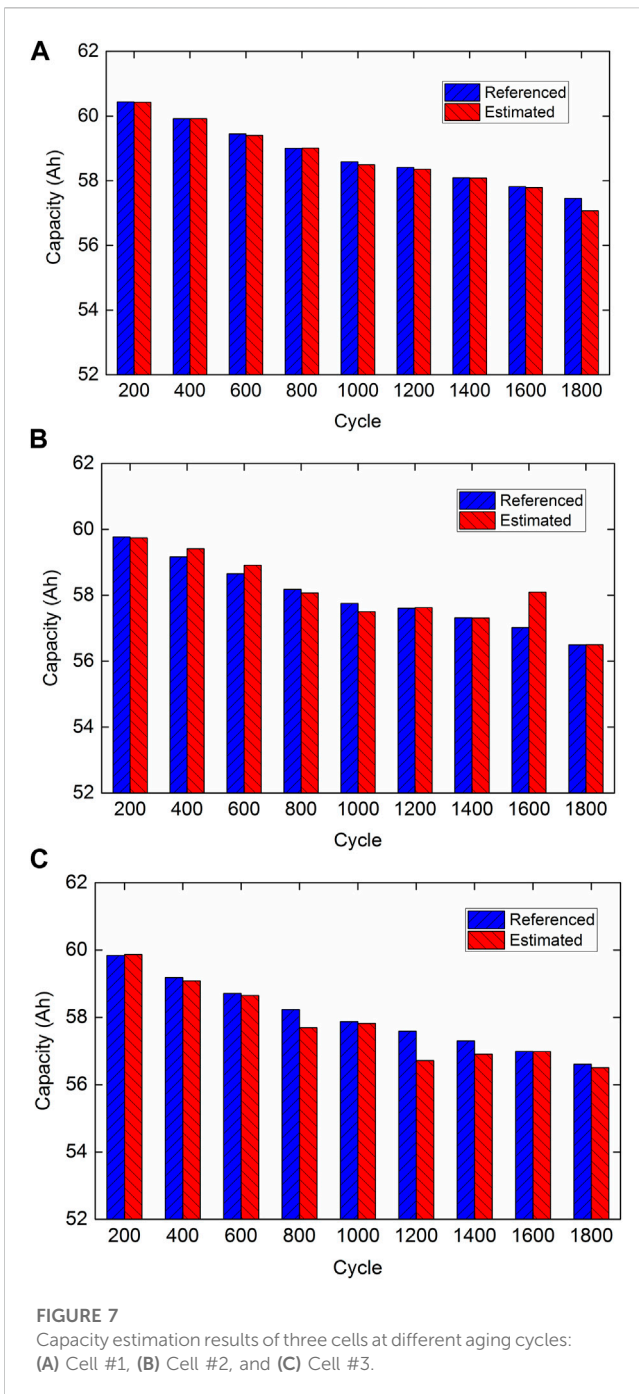 A
62
60
58
56
54
52
Capacity (Ah)
Referenced
Estimated
200 400 600 800 1000 1200 1400 1600 1800
Cycle
B
62
60
58
56
54
52
Capacity (Ah)
Referenced
Estimated
200 400 600 800 1000 1200 1400 1600 1800
Cycle
C
62
60
58
56
54
52
Capacity (Ah)
Referenced
Estimated
200 400 600 800 1000 1200 1400 1600 1800
Cycle
FIGURE 7
Capacity estimation results of three cells at different aging cycles:
(A) Cell #1, (B) Cell #2, and (C) Cell #3.